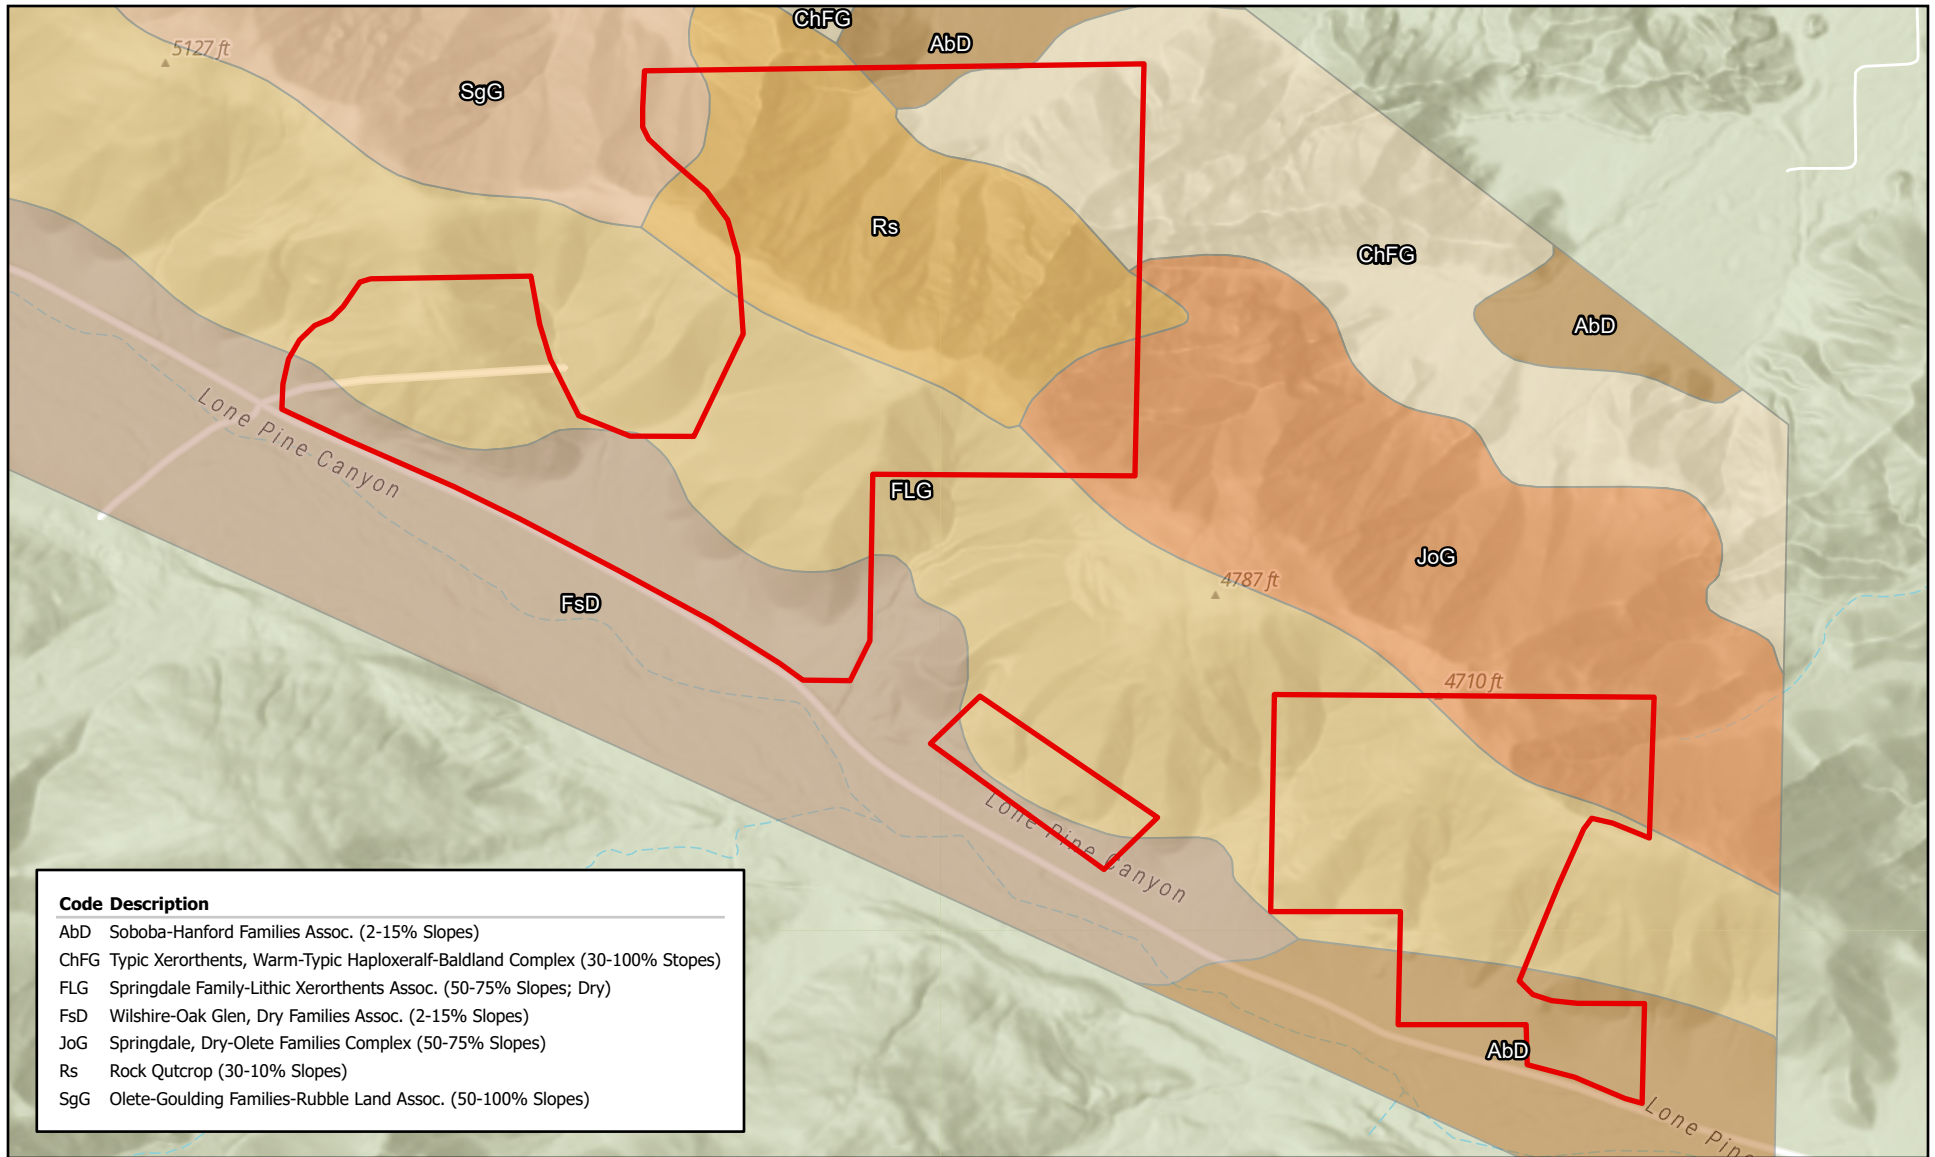 ChFG
AbD
5127 ft
SgG
Rs
ChFG
AbD
Lone Pine Canyon
FLG
JoG
4787 ft
FsD
4710 ft
Lone Pine Canyon
AbD
Lone Pine
Code Description
AbD Soboba-Hanford Families Assoc. (2-15% Slopes)
ChFG Typic Xerorthents, Warm-Typic Haploxeralf-Baldland Complex (30-100% Stopes)
FLG Springdale Family-Lithic Xerorthents Assoc. (50-75% Slopes; Dry)
FsD Wilshire-Oak Glen, Dry Families Assoc. (2-15% Slopes)
JoG Springdale, Dry-Olete Families Complex (50-75% Slopes)
Rs Rock Qutcrop (30-10% Slopes)
SgG Olete-Goulding Families-Rubble Land Assoc. (50-100% Slopes)